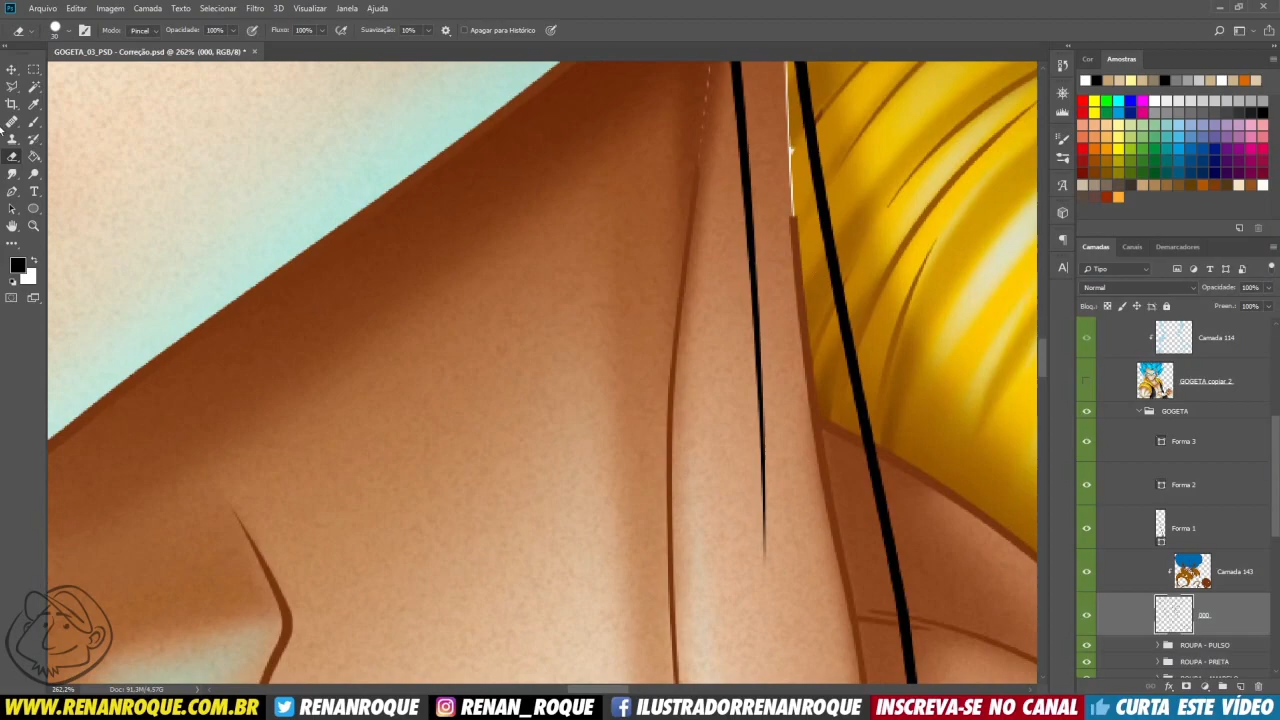 Arquivo Editar Imagem Camada Texto Selecionar Filtro 3D Visualizar Janela Ajuda
30 Modo: Pincel Opacidade: 100% Fluxo: 100% Suavização: 10% Apagar para Histórico
GOGETA_03_PSD - Correção.psd @ 262% (000, RGB/8) *
Cor Amostras
Camadas Canais Demarcadores
Tipo
Normal Opacidade: 100%
Bloq.: Preen.: 100%
Camada 114
GOGETA copiar 2
GOGETA
Forma 3
Forma 2
Forma 1
Camada 143
000
ROUPA - PULSO
ROUPA - PRETA
262,2% Doc: 91,3M/4,57G
WWW.RENANROQUE.COM.BR RENANROQUE RENAN_ROQUE ILUSTRADORRENANROQUE INSCREVA-SE NO CANAL CURTA ESTE VÍDEO